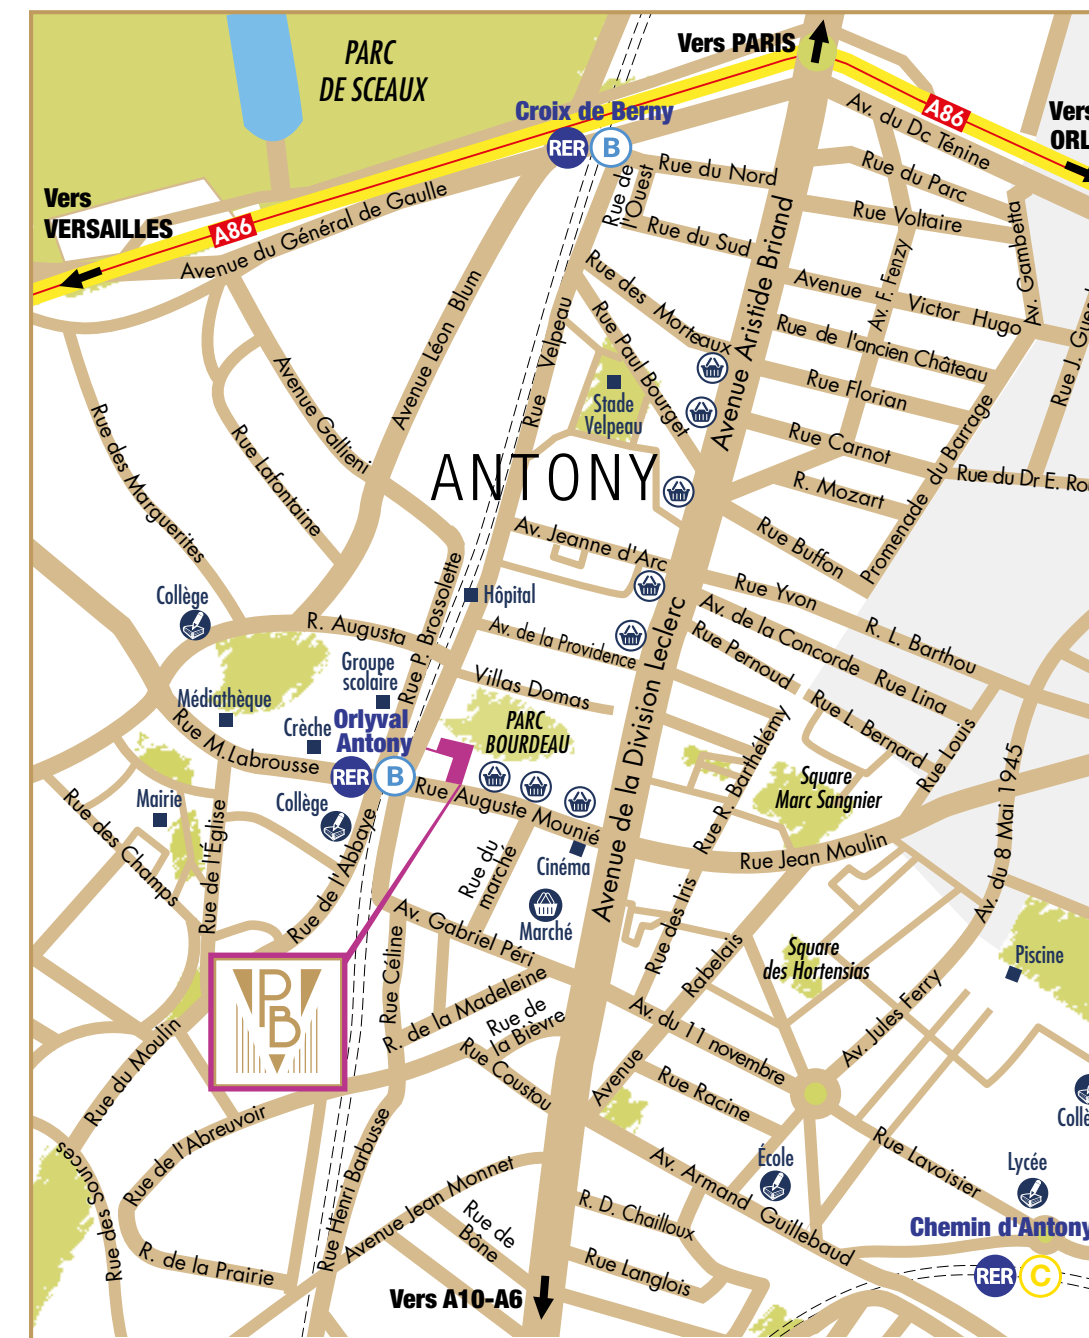 PARC
DE SCEAUX
Vers PARIS
Croix de Berny
RER B
A86
Av. du Dc Ténine
Vers
ORL
Vers
VERSAILLES
A86
Avenue du Général de Gaulle
Rue de
l'Ouest
Rue du Nord
Rue du Parc
Rue Voltaire
Rue du Sud
Av. Gambetta
Av. F. Fenzy
Avenue Victor Hugo
Rue des Morteaux
Rue Paul Bourget
Avenue Aristide Briand
Rue de l'ancien Château
Rue Florian
Rue Carnot
R. Mozart
Rue Buffon
Promenade du Barrage
Rue du Dr E. Rou
Avenue Léon Blum
Rue Velpeau
Stade
Velpeau
Avenue Gallieni
Rue Lafontaine
Rue des Marguerites
ANTONY
Av. Jeanne d'Arc
Rue Yvon
R. L. Barthou
Av. de la Concorde
Rue Lina
Rue Pernoud
Rue L. Bernard
Rue Louis
Collège
R. Augusta
Rue P. Brossolette
Hôpital
Av. de la Providence
Villas Domas
Groupe
scolaire
Médiathèque
Crèche
Orlyval
Antony
RER B
PARC
BOURDEAU
Avenue de la Division Leclerc
Rue R. Barthélémy
Square
Marc Sangnier
Av. du 8 Mai 1945
Rue M.Labrousse
Mairie
Collège
Rue Auguste Mounié
Rue des Champs
Rue de l'Église
Rue de l'Abbaye
Rue du
marché
Cinéma
Marché
Rue Jean Moulin
Rue des Iris
Av. Gabriel Péri
Rue Céline
R. de la Madeleine
Rue de
la Bièvre
Rue Coustou
Avenue Rabelais
Square
des Hortensias
Av. Jules Ferry
Piscine
Av. du 11 novembre
Rue Racine
PB
Rue du Moulin
Rue de l'Abreuvoir
Rue des Sources
R. de la Prairie
Rue Henri Barbusse
Avenue Jean Monnet
Rue de
Bône
Vers A10-A6
Av. Armand Guillebaud
R. D. Chailloux
Rue Langlois
École
Rue Lavoisier
Lycée
Collè
Chemin d'Antony
RER C